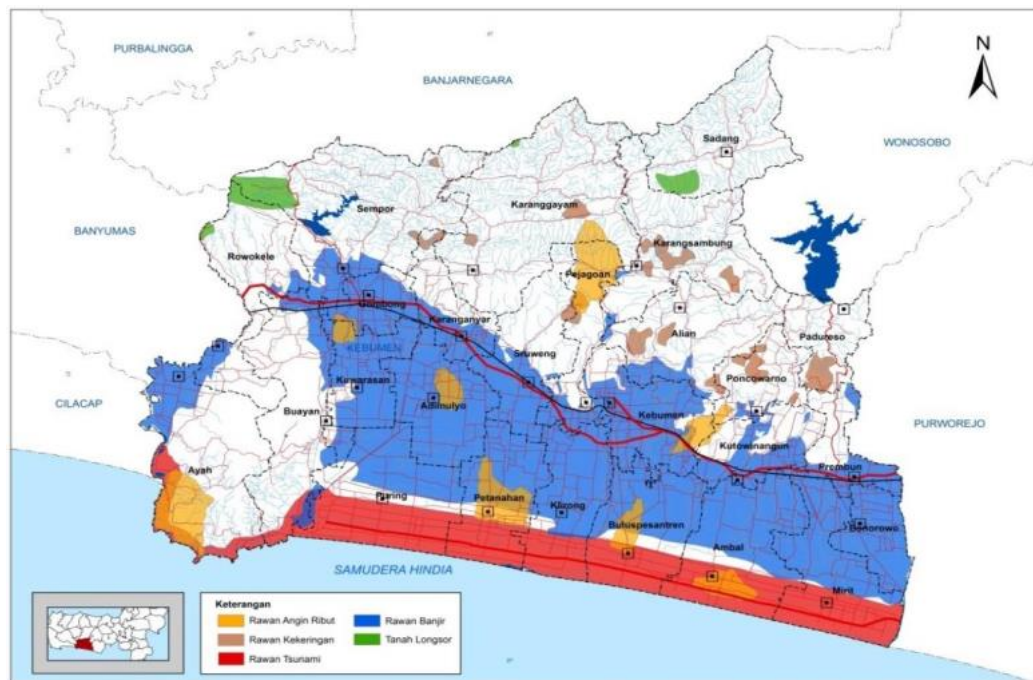 PURBALINGGA
BANJARNEGARA
N
Sadang
WONOSOBO
Sempor
Karanggayam
BANYUMAS
Rowokele
Karangsambung
Pejagoan
Gombong
Karanganyar
Alian
Padureso
KEBUMEN
Sruweng
Poncowarno
Kuwarasan
CILACAP
Adimulyo
Kebumen
Buayan
PURWOREJO
Kutowinangun
Ayah
Prembun
Puring
Petanahan
Klirong
Buluspesantren
Bonorowo
Ambal
SAMUDERA HINDIA
Mirit
Keterangan
Rawan Angin Ribut
Rawan Banjir
Rawan Kekeringan
Tanah Longsor
Rawan Tsunami